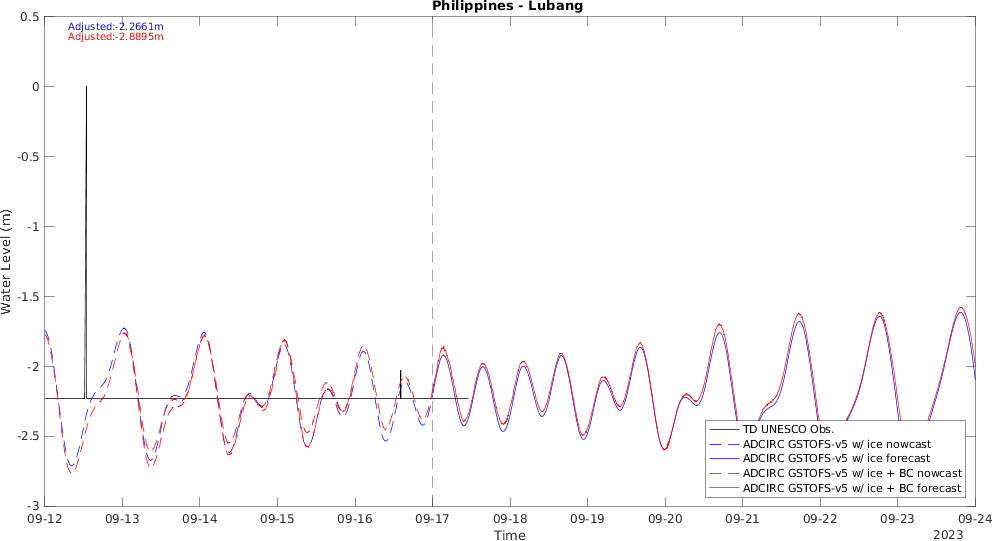 Philippines - Lubang
Adjusted:-2.2661m
Adjusted:-2.8895m
0.5
0
-0.5
-1
-1.5
-2
-2.5
-3
Water Level (m)
TD UNESCO Obs.
ADCIRC GSTOFS-v5 w/ ice nowcast
ADCIRC GSTOFS-v5 w/ ice forecast
ADCIRC GSTOFS-v5 w/ ice + BC nowcast
ADCIRC GSTOFS-v5 w/ ice + BC forecast
09-12 09-13 09-14 09-15 09-16 09-17 09-18 09-19 09-20 09-21 09-22 09-23 09-24
Time
2023